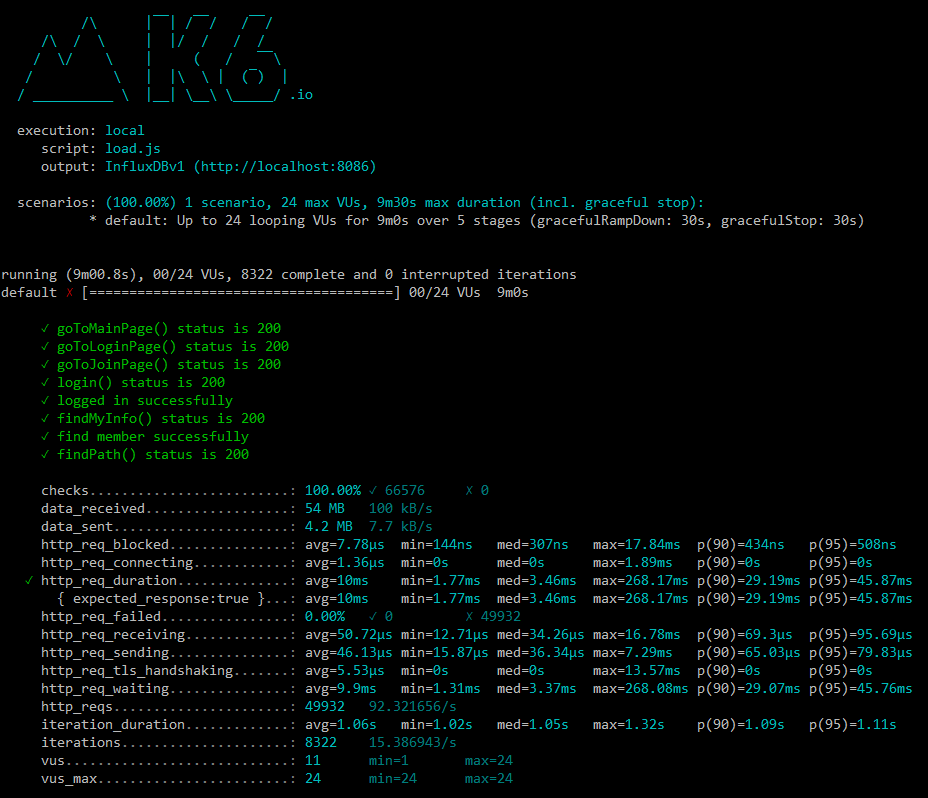 /\      |‾‾| /‾‾/   /‾‾/
     /\  /  \     |  |/  /   /  /
    /  \/    \    |     (   /   ‾‾\
   /          \   |  |\  \ |  (‾)  |
  / __________ \  |__| \__\ \_____/ .io

  execution: local
     script: load.js
     output: InfluxDBv1 (http://localhost:8086)

  scenarios: (100.00%) 1 scenario, 24 max VUs, 9m30s max duration (incl. graceful stop):
           * default: Up to 24 looping VUs for 9m0s over 5 stages (gracefulRampDown: 30s, gracefulStop: 30s)

running (9m00.8s), 00/24 VUs, 8322 complete and 0 interrupted iterations
default ✗ [======================================] 00/24 VUs  9m0s

     ✓ goToMainPage() status is 200
     ✓ goToLoginPage() status is 200
     ✓ goToJoinPage() status is 200
     ✓ login() status is 200
     ✓ logged in successfully
     ✓ findMyInfo() status is 200
     ✓ find member successfully
     ✓ findPath() status is 200

     checks.........................: 100.00% ✓ 66576     ✗ 0
     data_received..................: 54 MB   100 kB/s
     data_sent......................: 4.2 MB  7.7 kB/s
     http_req_blocked...............: avg=7.78µs  min=144ns   med=307ns   max=17.84ms  p(90)=434ns   p(95)=508ns
     http_req_connecting............: avg=1.36µs  min=0s      med=0s      max=1.89ms   p(90)=0s      p(95)=0s
   ✓ http_req_duration..............: avg=10ms    min=1.77ms  med=3.46ms  max=268.17ms p(90)=29.19ms p(95)=45.87ms
       { expected_response:true }...: avg=10ms    min=1.77ms  med=3.46ms  max=268.17ms p(90)=29.19ms p(95)=45.87ms
     http_req_failed................: 0.00%   ✓ 0         ✗ 49932
     http_req_receiving.............: avg=50.72µs min=12.71µs med=34.26µs max=16.78ms  p(90)=69.3µs  p(95)=95.69µs
     http_req_sending...............: avg=46.13µs min=15.87µs med=36.34µs max=7.29ms   p(90)=65.03µs p(95)=79.83µs
     http_req_tls_handshaking.......: avg=5.53µs  min=0s      med=0s      max=13.57ms  p(90)=0s      p(95)=0s
     http_req_waiting...............: avg=9.9ms   min=1.31ms  med=3.37ms  max=268.08ms p(90)=29.07ms p(95)=45.76ms
     http_reqs......................: 49932   92.321656/s
     iteration_duration.............: avg=1.06s   min=1.02s   med=1.05s   max=1.32s    p(90)=1.09s   p(95)=1.11s
     iterations.....................: 8322    15.386943/s
     vus............................: 11      min=1       max=24
     vus_max........................: 24      min=24      max=24